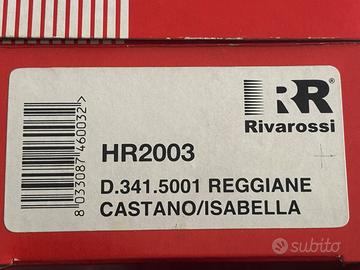 RR
Rivarossi
HR2003
D.341.5001 REGGIANE
CASTANO/ISABELLA
8 033087 460032 >
subito